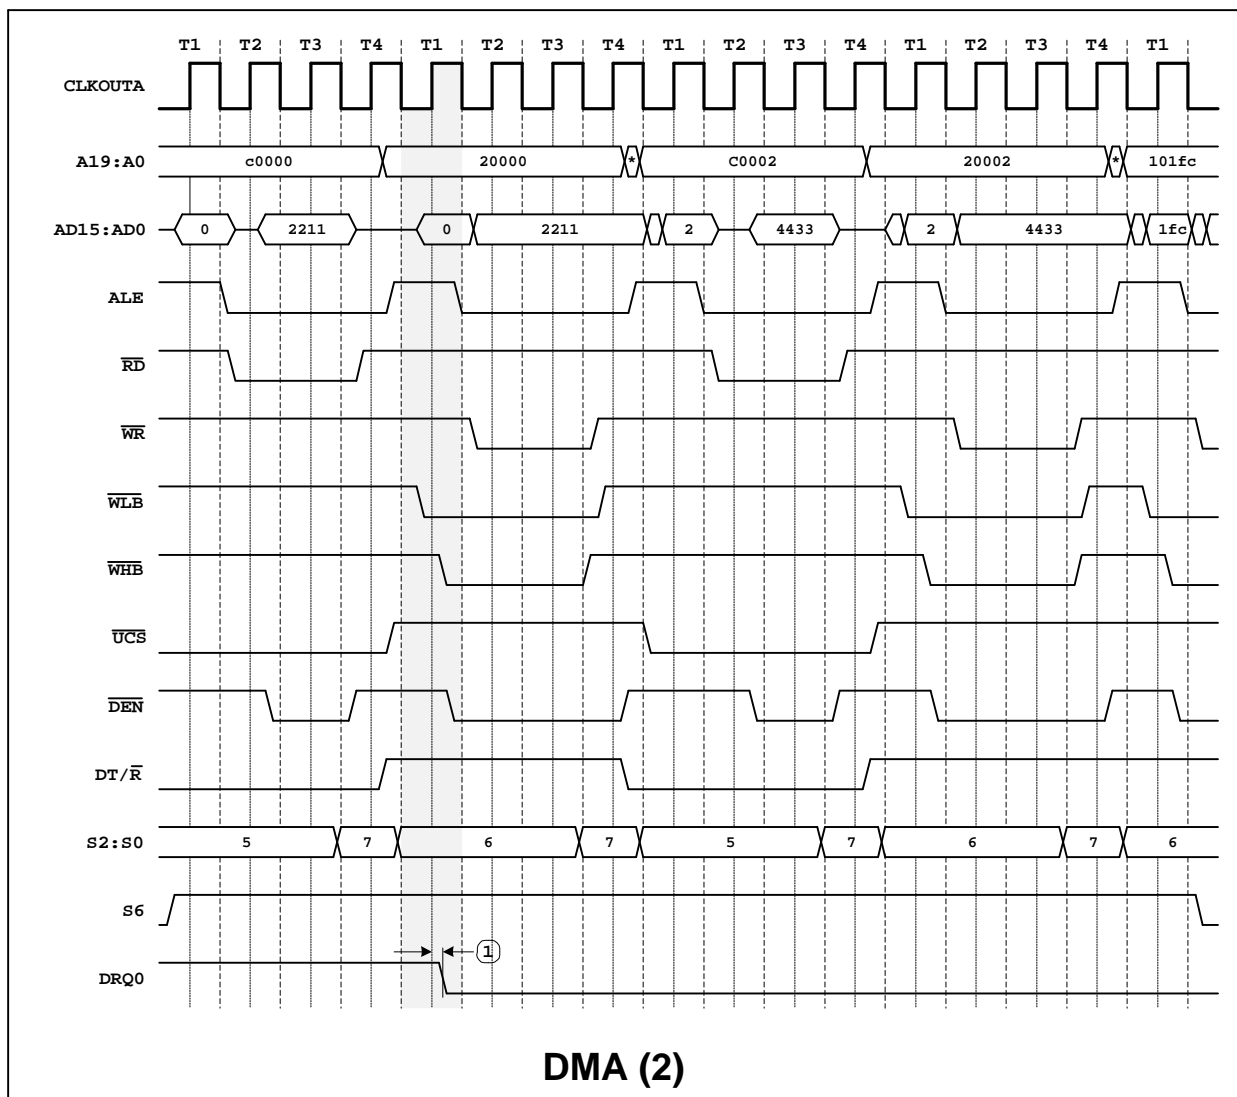 T1 T2 T3 T4 T1 T2 T3 T4 T1 T2 T3 T4 T1 T2 T3 T4 T1
CLKOUTA
A19:A0 c0000 20000 * C0002 20002 * 101fc
AD15:AD0 0 2211 0 2211 2 4433 2 4433 1fc
ALE
RD
WR
WLB
WHB
UCS
DEN
DT/R
S2:S0 5 7 6 7 5 7 6 7 6
S6
1
DRQ0
DMA (2)